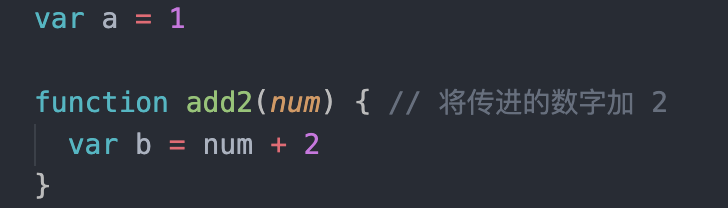 var a = 1
function add2(num) { // 将传进的数字加 2
  var b = num + 2
}